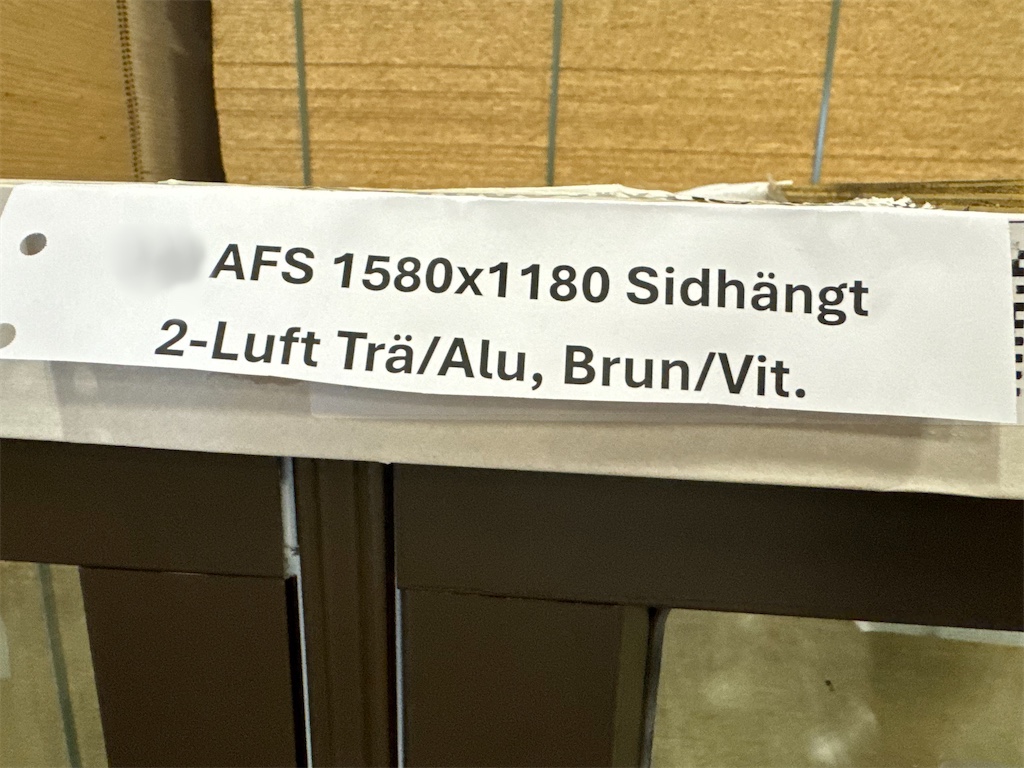 AFS 1580x1180 Sidhängt
2-Luft Trä/Alu, Brun/Vit.